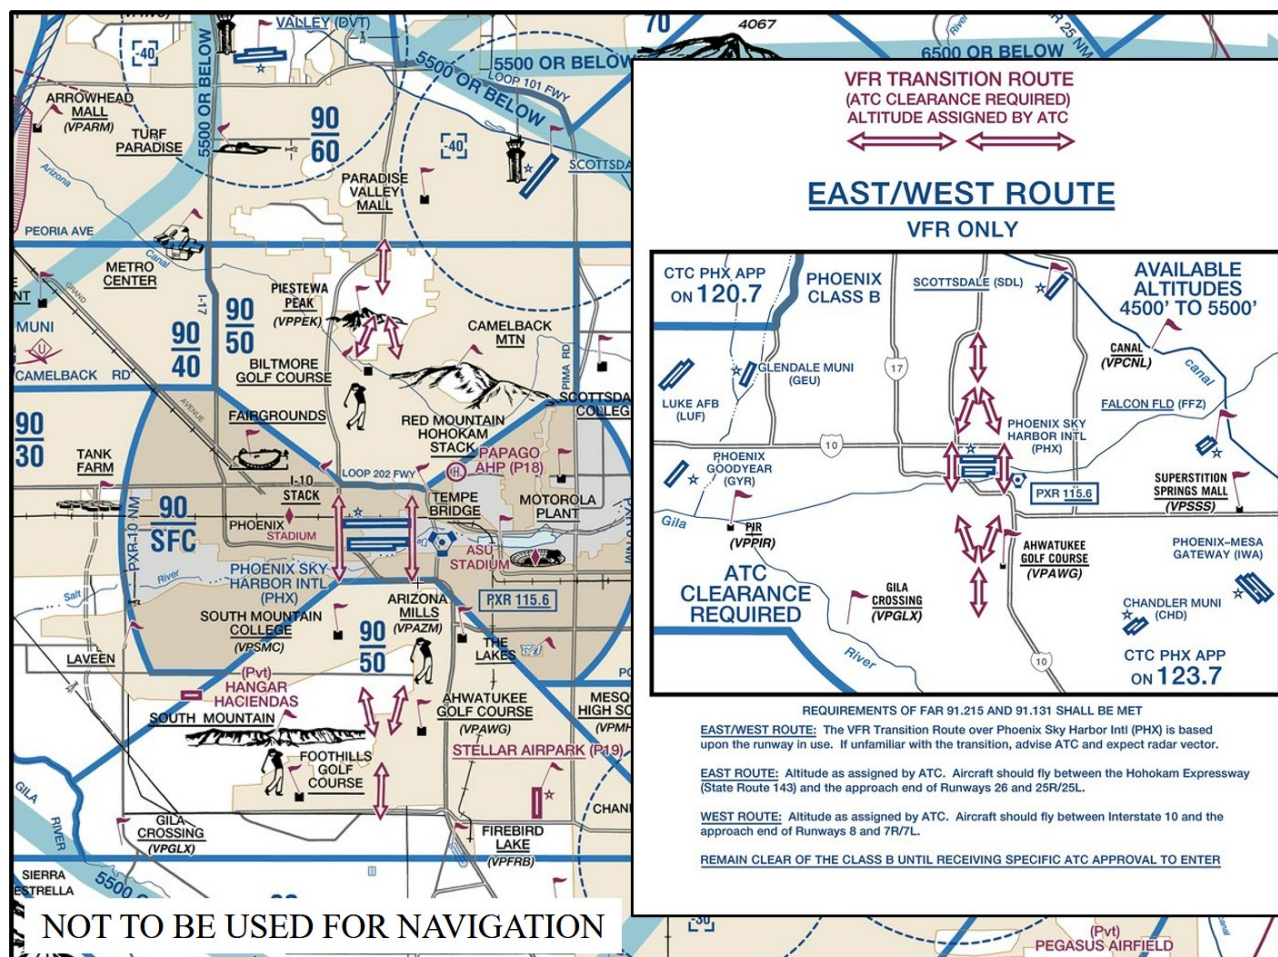 VALLEY (DVT)
-40
5500 OR BELOW
5500 OR BELOW
5500 OR BELOW
LOOP 101 FWY
70
4067
River
R 25 NM
6500 OR BELOW
ARROWHEAD
MALL
(VPARM)
TURF
PARADISE
90
60
-40
SCOTTSDA
Arizona
PARADISE
VALLEY
MALL
PEORIA AVE
Canal
METRO
CENTER
GRAND
I-17
NT
MUNI
U
CAMELBACK RD
90
40
90
50
PIESTEWA
PEAK
(VPPEK)
CAMELBACK
MTN
BILTMORE
GOLF COURSE
PIMA RD
AVENUE
FAIRGROUNDS
SCOTTSDA
COLLEG
RED MOUNTAIN
HOHOKAM
STACK
90
30
TANK
FARM
LOOP 202 FWY
H
PAPAGO
AHP (P18)
I-10
STACK
TEMPE
BRIDGE
MOTOROLA
PLANT
90
SFC
PXR-10 NM
PHOENIX
STADIUM
ASU
STADIUM
PHOENIX SKY
HARBOR INTL
(PHX)
Salt
River
PXR 115.6
ARIZONA
MILLS
(VPAZM)
SOUTH MOUNTAIN
COLLEGE
(VPSMC)
90
50
THE
LAKES
LAVEEN
(Pvt)
HANGAR
HACIENDAS
SOUTH MOUNTAIN
AHWATUKEE
GOLF COURSE
(VPAWG)
MESQ
HIGH SC
(VPMH
STELLAR AIRPARK (P19)
FOOTHILLS
GOLF
COURSE
GILA
RIVER
CHAN
GILA
CROSSING
(VPGLX)
FIREBIRD
LAKE
(VPFRB)
SIERRA
ESTRELLA
5500 O
NOT TO BE USED FOR NAVIGATION
VFR TRANSITION ROUTE
(ATC CLEARANCE REQUIRED)
ALTITUDE ASSIGNED BY ATC
EAST/WEST ROUTE
VFR ONLY
CTC PHX APP
ON 120.7
PHOENIX
CLASS B
SCOTTSDALE (SDL)
AVAILABLE
ALTITUDES
4500' TO 5500'
CANAL
(VPCNL)
canal
17
GLENDALE MUNI
(GEU)
LUKE AFB
(LUF)
FALCON FLD (FFZ)
PHOENIX SKY
HARBOR INTL
(PHX)
10
PHOENIX
GOODYEAR
(GYR)
PXR 115.6
SUPERSTITION
SPRINGS MALL
(VPSSS)
Gila
PIR
(VPPIR)
AHWATUKEE
GOLF COURSE
(VPAWG)
PHOENIX-MESA
GATEWAY (IWA)
ATC
CLEARANCE
REQUIRED
GILA
CROSSING
(VPGLX)
CHANDLER MUNI
(CHD)
River
10
CTC PHX APP
ON 123.7
REQUIREMENTS OF FAR 91.215 AND 91.131 SHALL BE MET
EAST/WEST ROUTE: The VFR Transition Route over Phoenix Sky Harbor Intl (PHX) is based
upon the runway in use. If unfamiliar with the transition, advise ATC and expect radar vector.
EAST ROUTE: Altitude as assigned by ATC. Aircraft should fly between the Hohokam Expressway
(State Route 143) and the approach end of Runways 26 and 25R/25L.
WEST ROUTE: Altitude as assigned by ATC. Aircraft should fly between Interstate 10 and the
approach end of Runways 8 and 7R/7L.
REMAIN CLEAR OF THE CLASS B UNTIL RECEIVING SPECIFIC ATC APPROVAL TO ENTER
-30
(Pvt)
PEGASUS AIRFIELD
canal